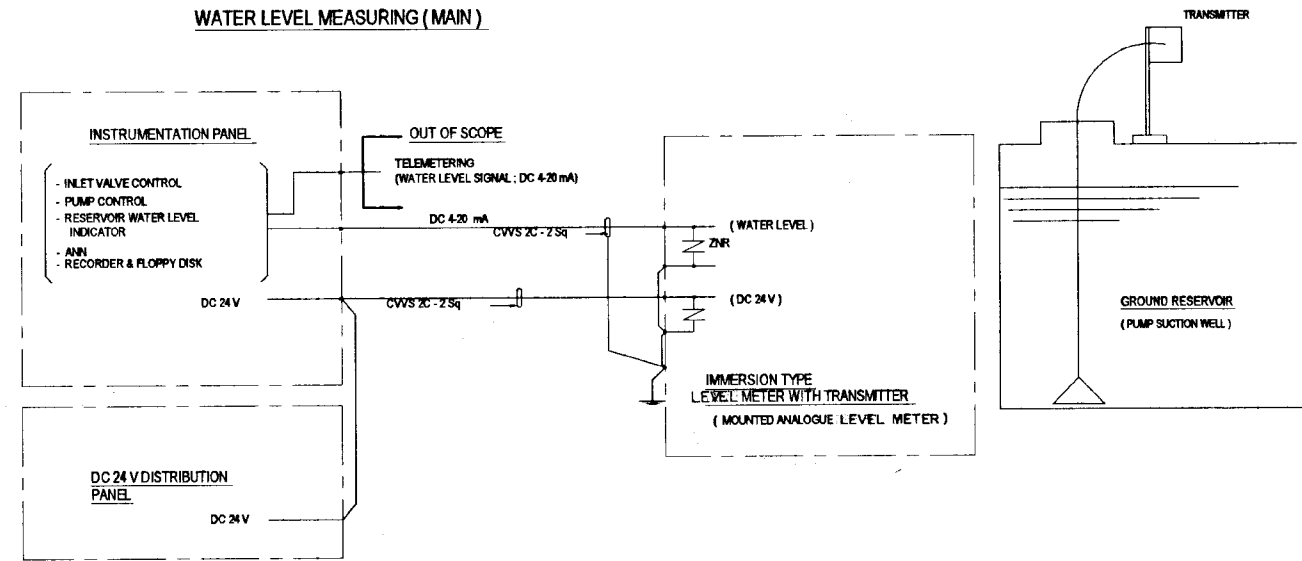 WATER LEVEL MEASURING ( MAIN )
TRANSMITTER
INSTRUMENTATION PANEL
- INLET VALVE CONTROL
- PUMP CONTROL
- RESERVOIR WATER LEVEL
INDICATOR
- ANN
- RECORDER & FLOPPY DISK
DC 24 V
OUT OF SCOPE
TELEMETERING
(WATER LEVEL SIGNAL ; DC 4-20 mA)
DC 4-20 mA
CVVS 2C - 2 Sq
CVVS 2C - 2 Sq
( WATER LEVEL )
ZNR
( DC 24 V )
IMMERSION TYPE
LEVEL METER WITH TRANSMITTER
( MOUNTED ANALOGUE LEVEL METER )
GROUND RESERVOIR
( PUMP SUCTION WELL )
DC 24 V DISTRIBUTION
PANEL
DC 24 V